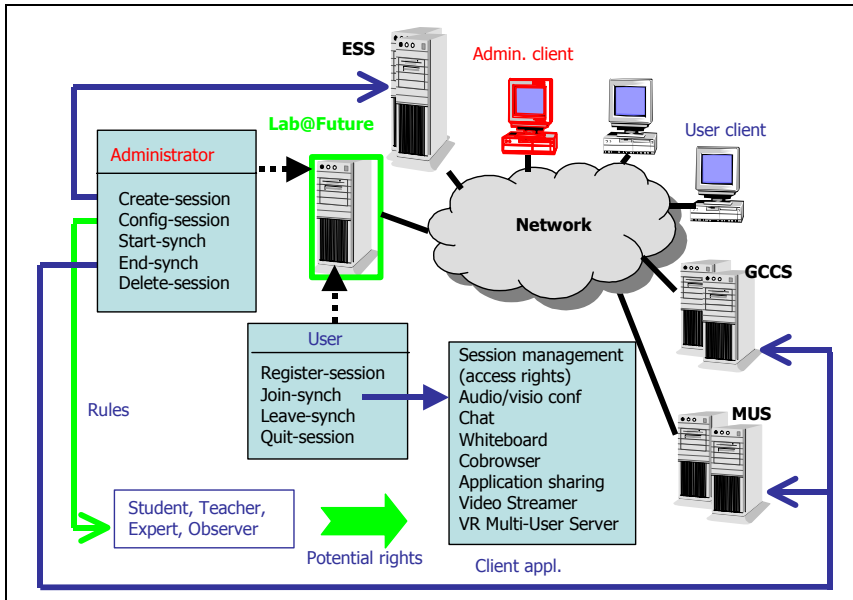 ESS
Admin. client
Lab@Future
User client
Administrator
Create-session
Config-session
Start-synch
End-synch
Delete-session
Network
GCCS
User
Register-session
Join-synch
Leave-synch
Quit-session
Session management
(access rights)
Audio/visio conf
Chat
Whiteboard
Cobrowser
Application sharing
Video Streamer
VR Multi-User Server
MUS
Rules
Student, Teacher,
Expert, Observer
Potential rights
Client appl.